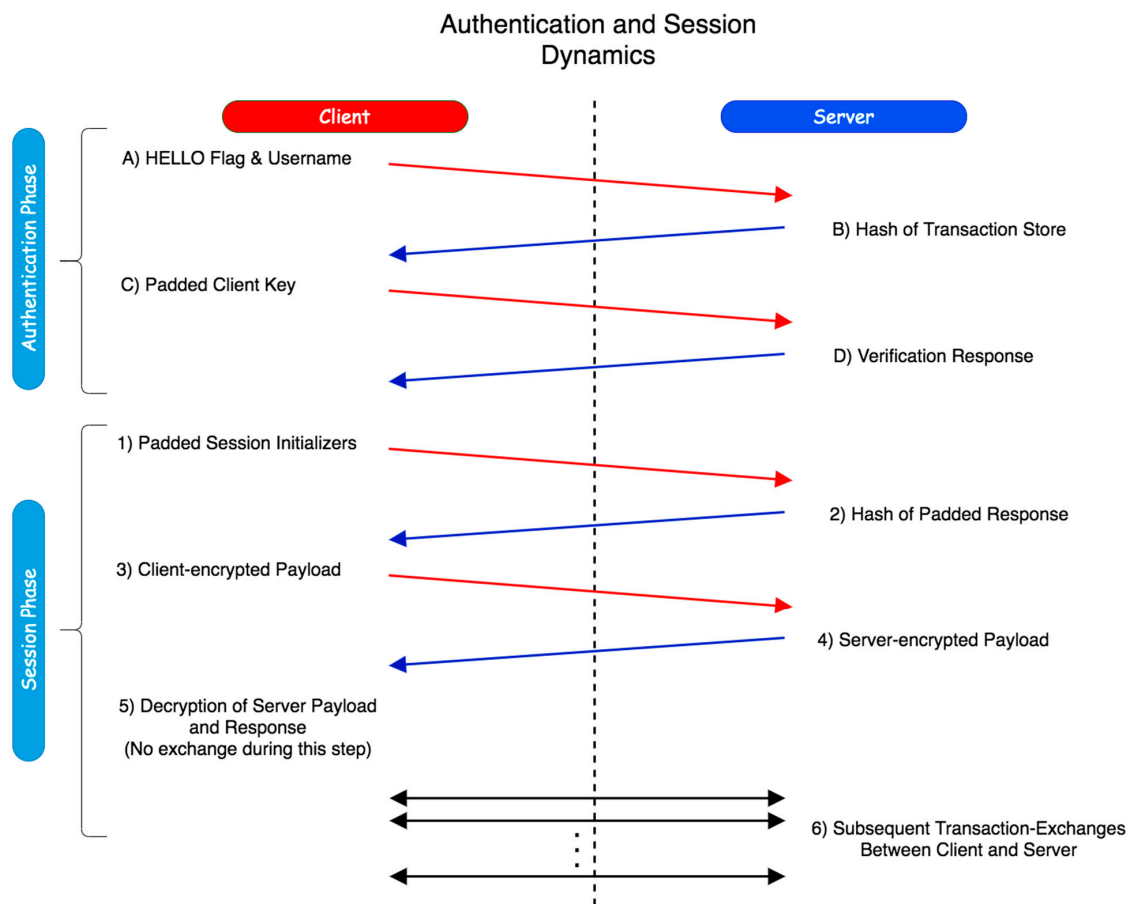 Authentication and Session
Dynamics
Client
Server
Authentication Phase
A) HELLO Flag & Username
B) Hash of Transaction Store
C) Padded Client Key
D) Verification Response
Session Phase
1) Padded Session Initializers
2) Hash of Padded Response
3) Client-encrypted Payload
4) Server-encrypted Payload
5) Decryption of Server Payload
and Response
(No exchange during this step)
6) Subsequent Transaction-Exchanges
Between Client and Server